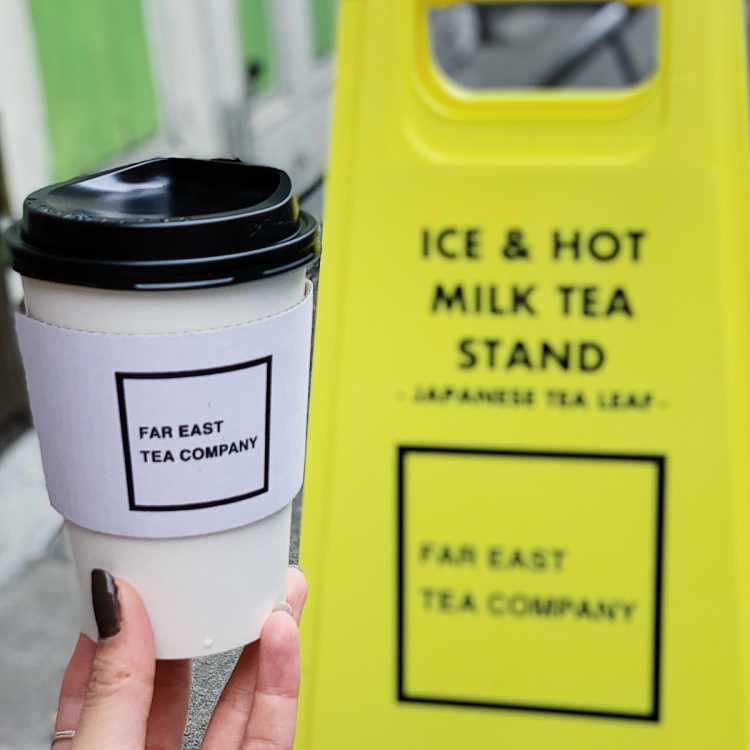 FAR EAST
TEA COMPANY
ICE & HOT
MILK TEA
STAND
- JAPANESE TEA LEAF -
FAR EAST
TEA COMPANY